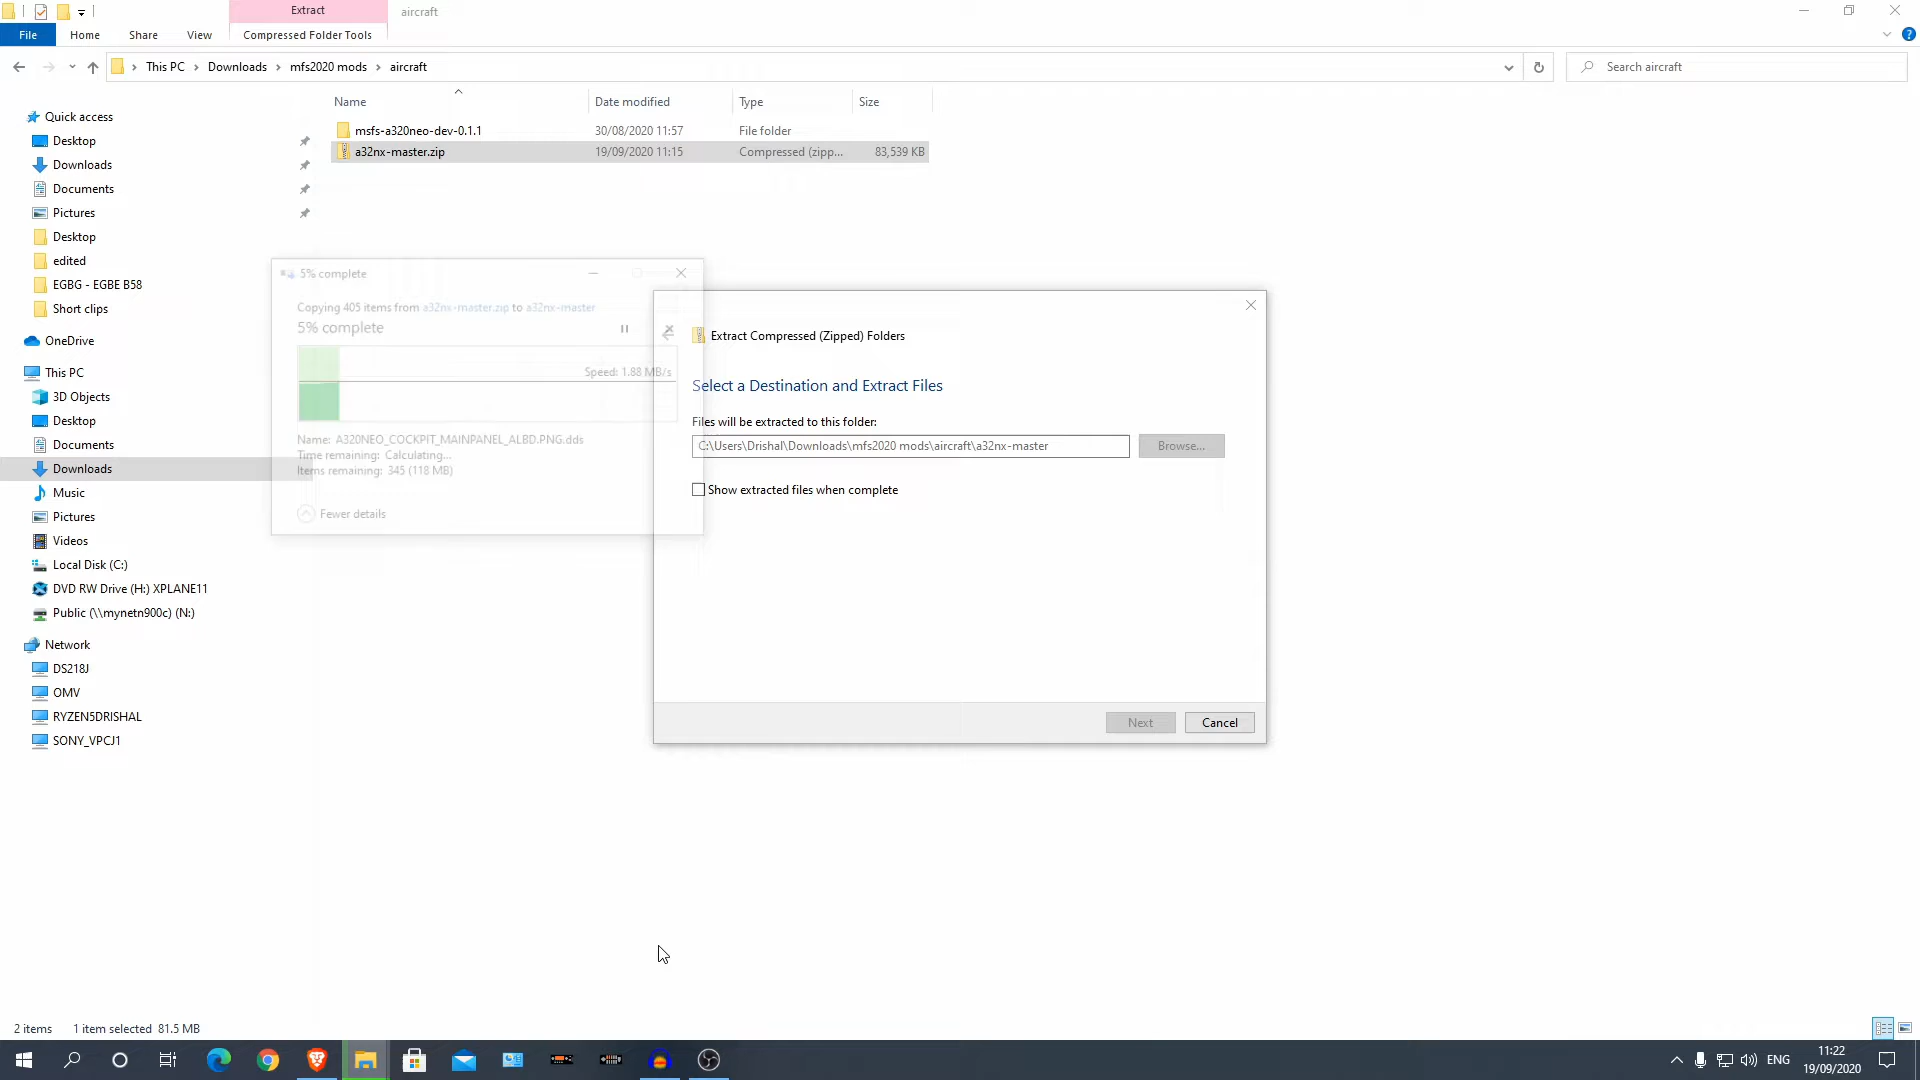 Extract
aircraft
File
Home
Share
View
Compressed Folder Tools
This PC
Downloads
mfs2020 mods
aircraft
Search aircraft
Name
Date modified
Type
Size
msfs-a320neo-dev-0.1.1
30/08/2020 11:57
File folder
a32nx-master.zip
19/09/2020 11:15
Compressed (zipp...
83,539 KB
Quick access
Desktop
Downloads
Documents
Pictures
Desktop
edited
EGBG - EGBE B58
Short clips
OneDrive
This PC
3D Objects
Desktop
Documents
Downloads
Music
Pictures
Videos
Local Disk (C:)
DVD RW Drive (H:) XPLANE11
Public (\\mynetn900c) (N:)
Network
DS218J
OMV
RYZEN5DRISHAL
SONY_VPCJ1
5% complete
Copying 405 items from a32nx-master.zip to a32nx-master
5% complete
Speed: 1.88 MB/s
Name: A320NEO_COCKPIT_MAINPANEL_ALBD.PNG.dds
Time remaining: Calculating...
Items remaining: 345 (118 MB)
Fewer details
Extract Compressed (Zipped) Folders
Select a Destination and Extract Files
Files will be extracted to this folder:
C:\Users\Drishal\Downloads\mfs2020 mods\aircraft\a32nx-master
Browse...
Show extracted files when complete
Next
Cancel
2 items
1 item selected 81.5 MB
ENG
11:22
19/09/2020